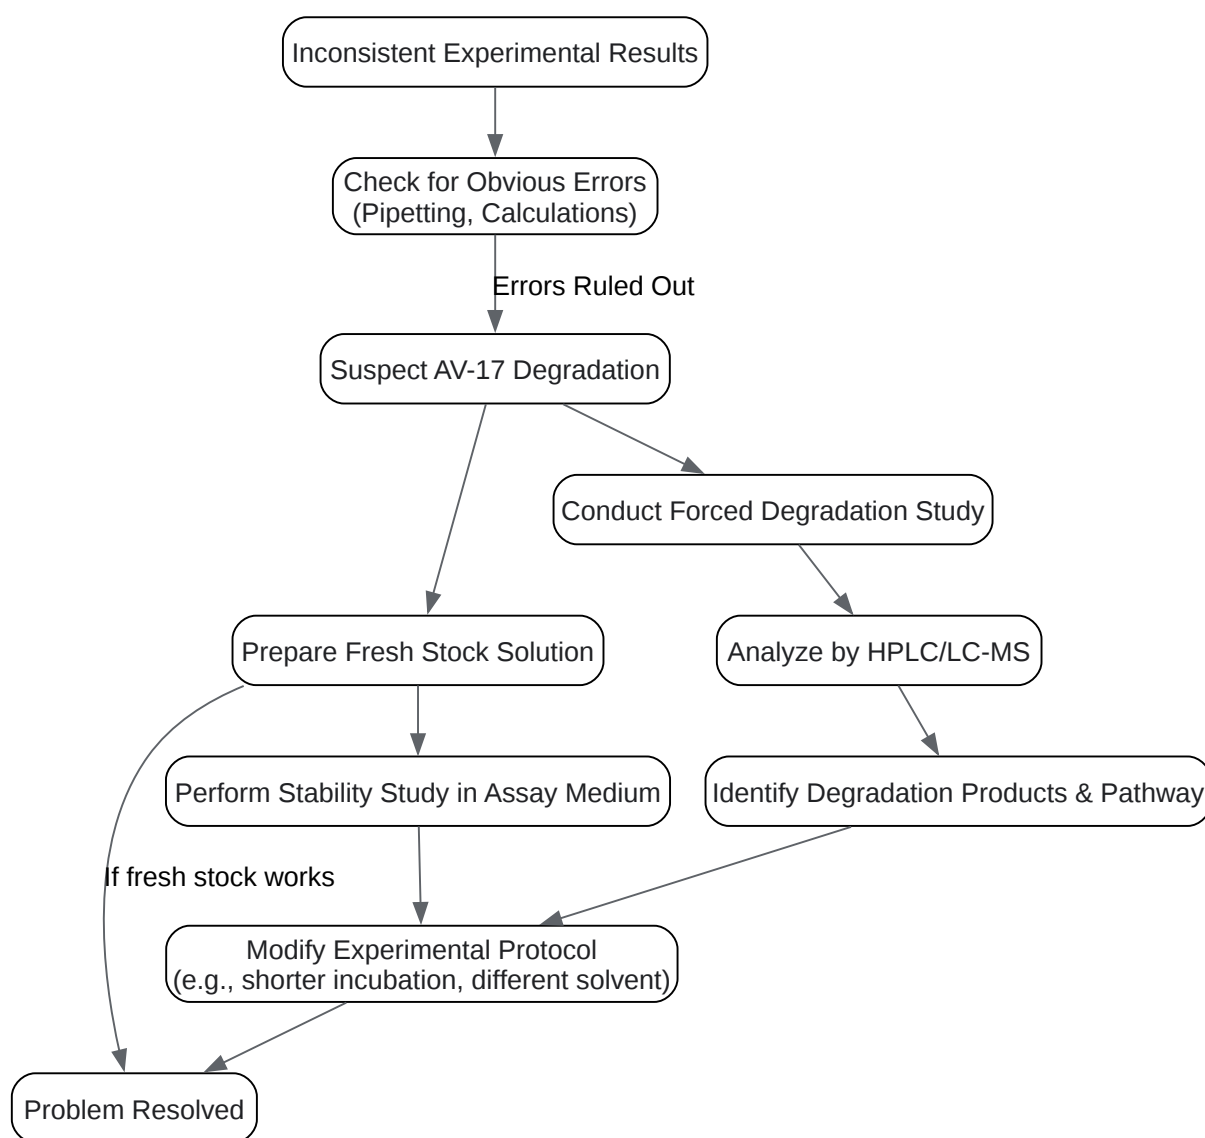 Inconsistent Experimental Results
Check for Obvious Errors
(Pipetting, Calculations)
Errors Ruled Out
Suspect AV-17 Degradation
Conduct Forced Degradation Study
Prepare Fresh Stock Solution
Analyze by HPLC/LC-MS
Perform Stability Study in Assay Medium
Identify Degradation Products & Pathway
If fresh stock works
Modify Experimental Protocol
(e.g., shorter incubation, different solvent)
Problem Resolved